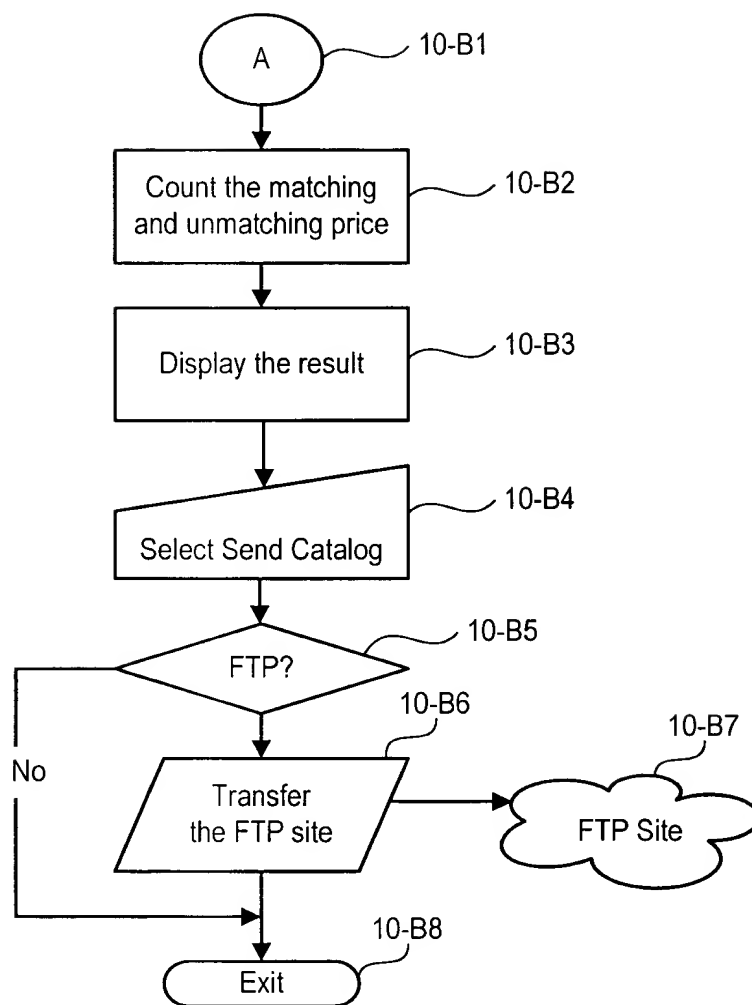 A
10-B1
Count the matching
and unmatching price
10-B2
Display the result
10-B3
Select Send Catalog
10-B4
FTP?
10-B5
No
Transfer
the FTP site
10-B6
FTP Site
10-B7
Exit
10-B8